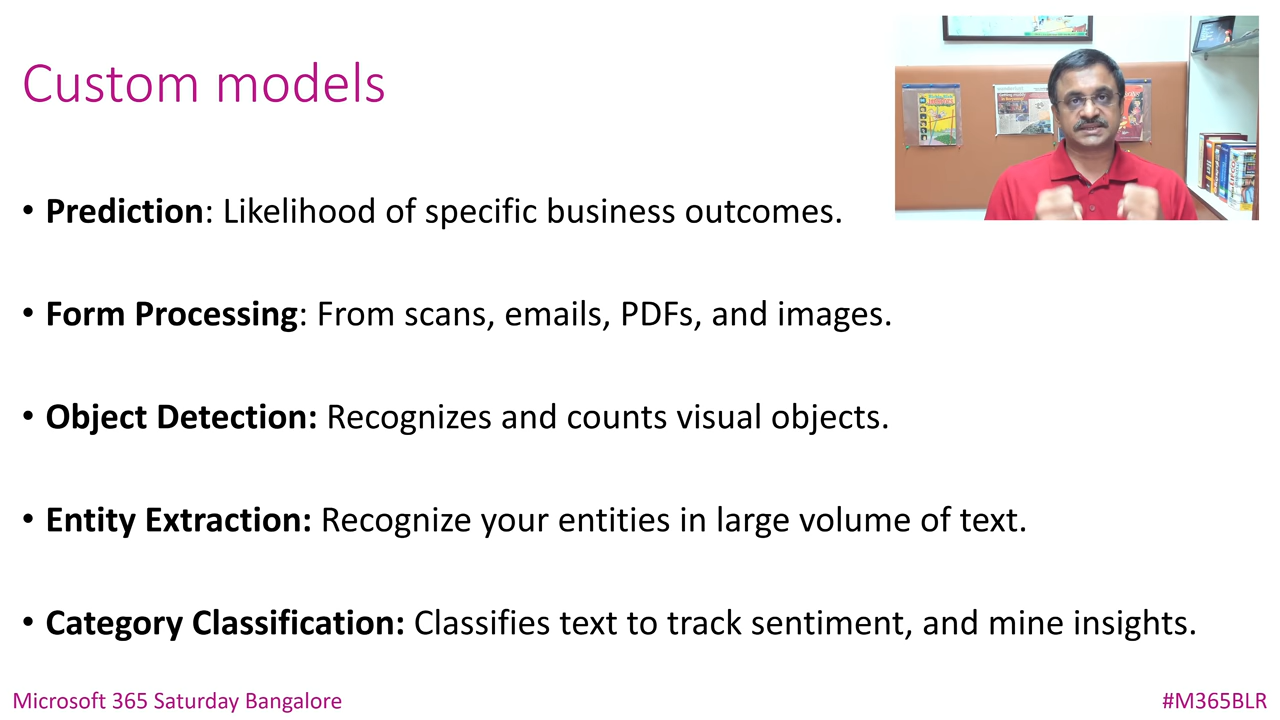 Custom models
• Prediction: Likelihood of specific business outcomes.
• Form Processing: From scans, emails, PDFs, and images.
• Object Detection: Recognizes and counts visual objects.
• Entity Extraction: Recognize your entities in large volume of text.
• Category Classification: Classifies text to track sentiment, and mine insights.
Microsoft 365 Saturday Bangalore
#M365BLR